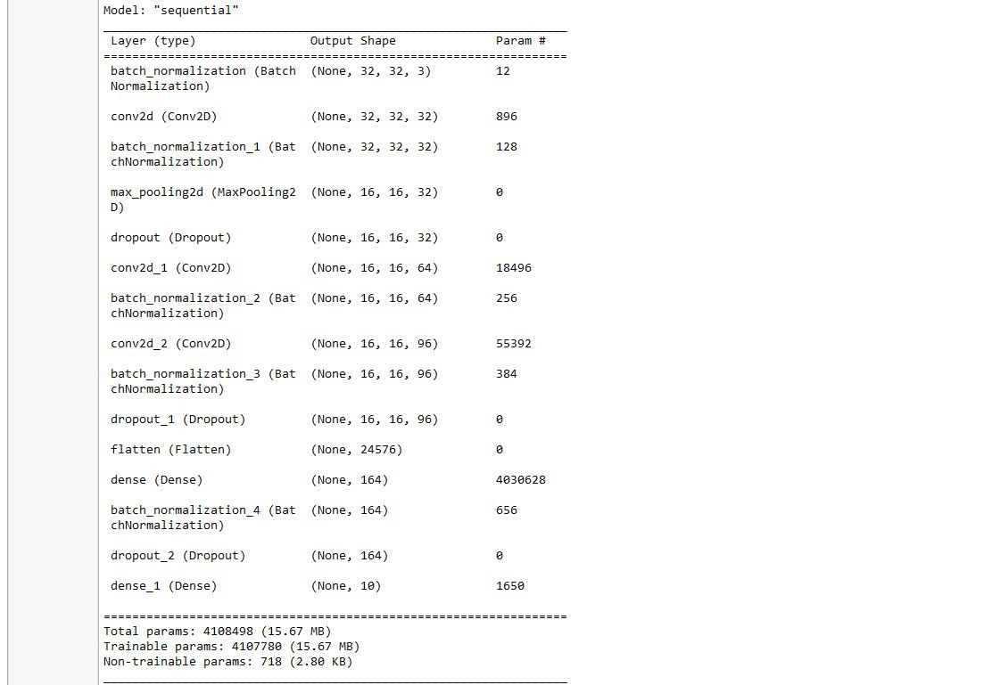 Model: "sequential"
_________________________________________________________________
Layer (type)                Output Shape              Param #
=================================================================
batch_normalization (Batch  (None, 32, 32, 3)         12
Normalization)
conv2d (Conv2D)             (None, 32, 32, 32)        896
batch_normalization_1 (Bat  (None, 32, 32, 32)        128
chNormalization)
max_pooling2d (MaxPooling2  (None, 16, 16, 32)        0
D)
dropout (Dropout)           (None, 16, 16, 32)        0
conv2d_1 (Conv2D)           (None, 16, 16, 64)        18496
batch_normalization_2 (Bat  (None, 16, 16, 64)        256
chNormalization)
conv2d_2 (Conv2D)           (None, 16, 16, 96)        55392
batch_normalization_3 (Bat  (None, 16, 16, 96)        384
chNormalization)
dropout_1 (Dropout)         (None, 16, 16, 96)        0
flatten (Flatten)           (None, 24576)             0
dense (Dense)               (None, 164)               4030628
batch_normalization_4 (Bat  (None, 164)               656
chNormalization)
dropout_2 (Dropout)         (None, 164)               0
dense_1 (Dense)             (None, 10)                1650
=================================================================
Total params: 4108498 (15.67 MB)
Trainable params: 4107780 (15.67 MB)
Non-trainable params: 718 (2.80 KB)
_________________________________________________________________